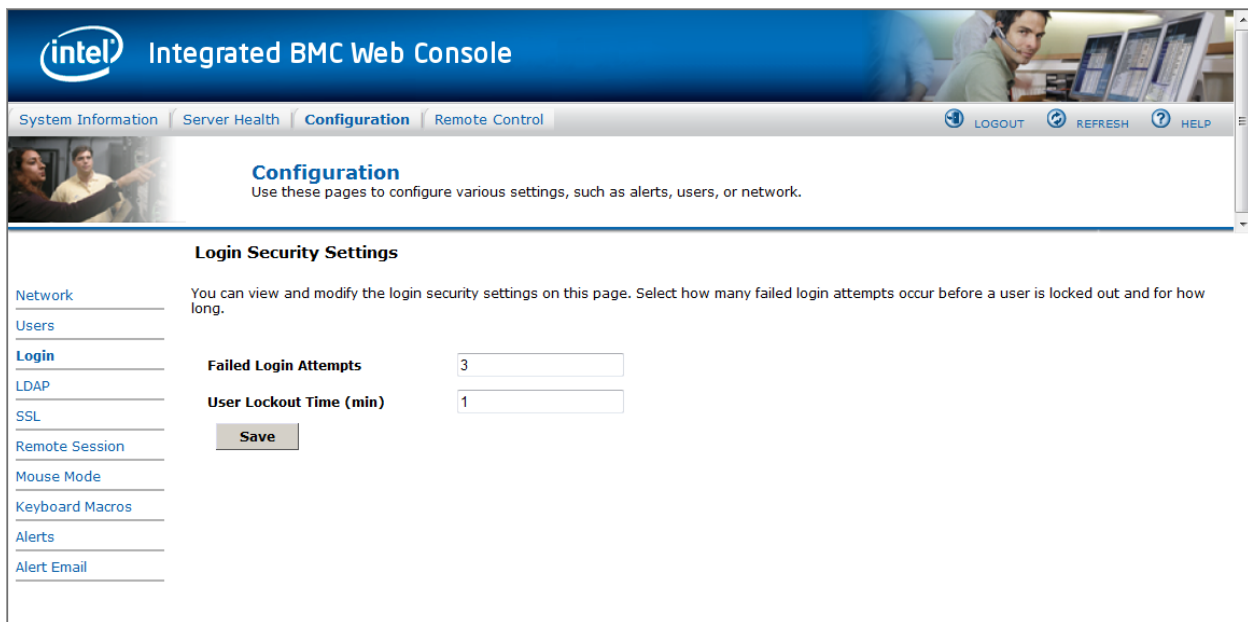 intel Integrated BMC Web Console
System Information Server Health Configuration Remote Control LOGOUT REFRESH ? HELP
Configuration
Use these pages to configure various settings, such as alerts, users, or network.
Login Security Settings
You can view and modify the login security settings on this page. Select how many failed login attempts occur before a user is locked out and for how
long.
Network
Users
Login
LDAP
SSL
Remote Session
Mouse Mode
Keyboard Macros
Alerts
Alert Email
Failed Login Attempts 3
User Lockout Time (min) 1
Save